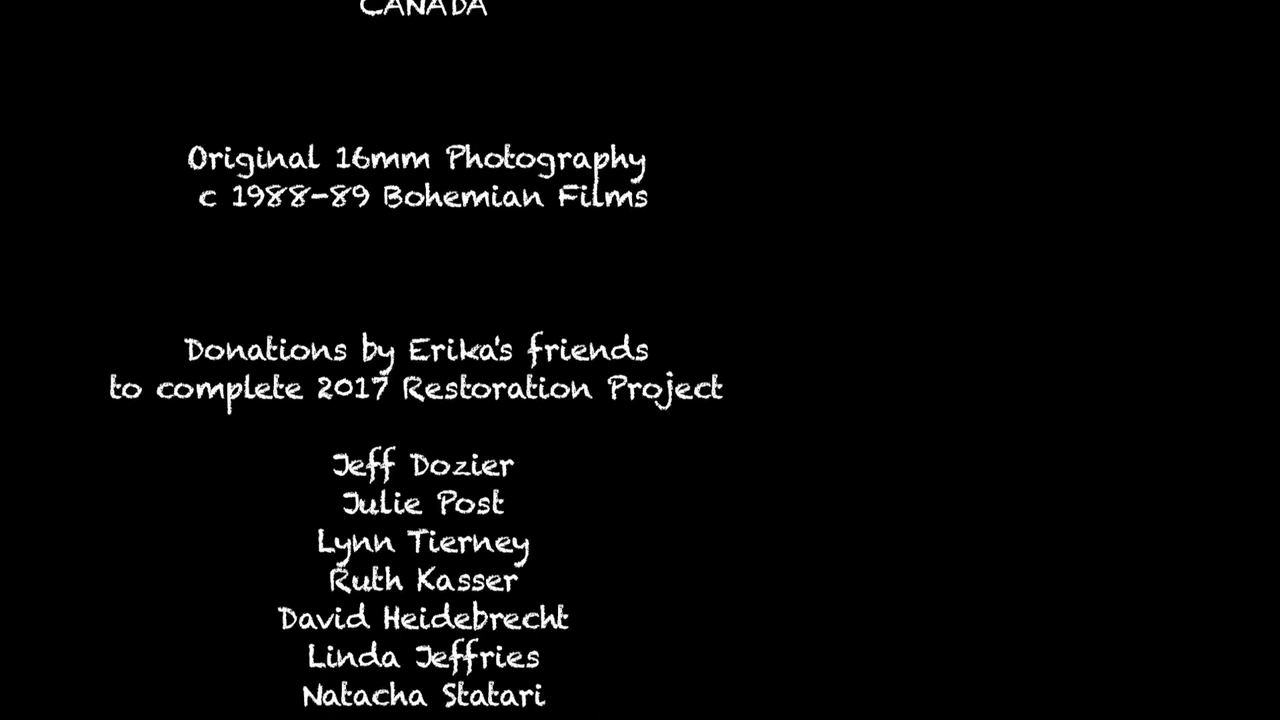 CANADA
Original 16mm Photography
c 1988-89 Bohemian Films
Donations by Erika's friends
to complete 2017 Restoration Project
Jeff Dozier
Julie Post
Lynn Tierney
Ruth Kasser
David Heidebrecht
Linda Jeffries
Natacha Statari